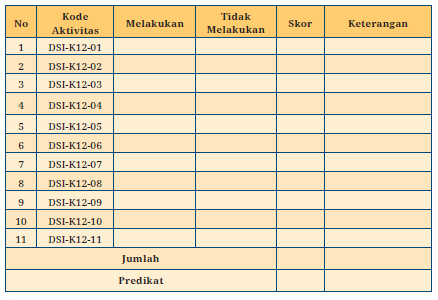 No Kode Aktivitas Melakukan Tidak Melakukan Skor Keterangan
1 DSI-K12-01
2 DSI-K12-02
3 DSI-K12-03
4 DSI-K12-04
5 DSI-K12-05
6 DSI-K12-06
7 DSI-K12-07
8 DSI-K12-08
9 DSI-K12-09
10 DSI-K12-10
11 DSI-K12-11
Jumlah
Predikat